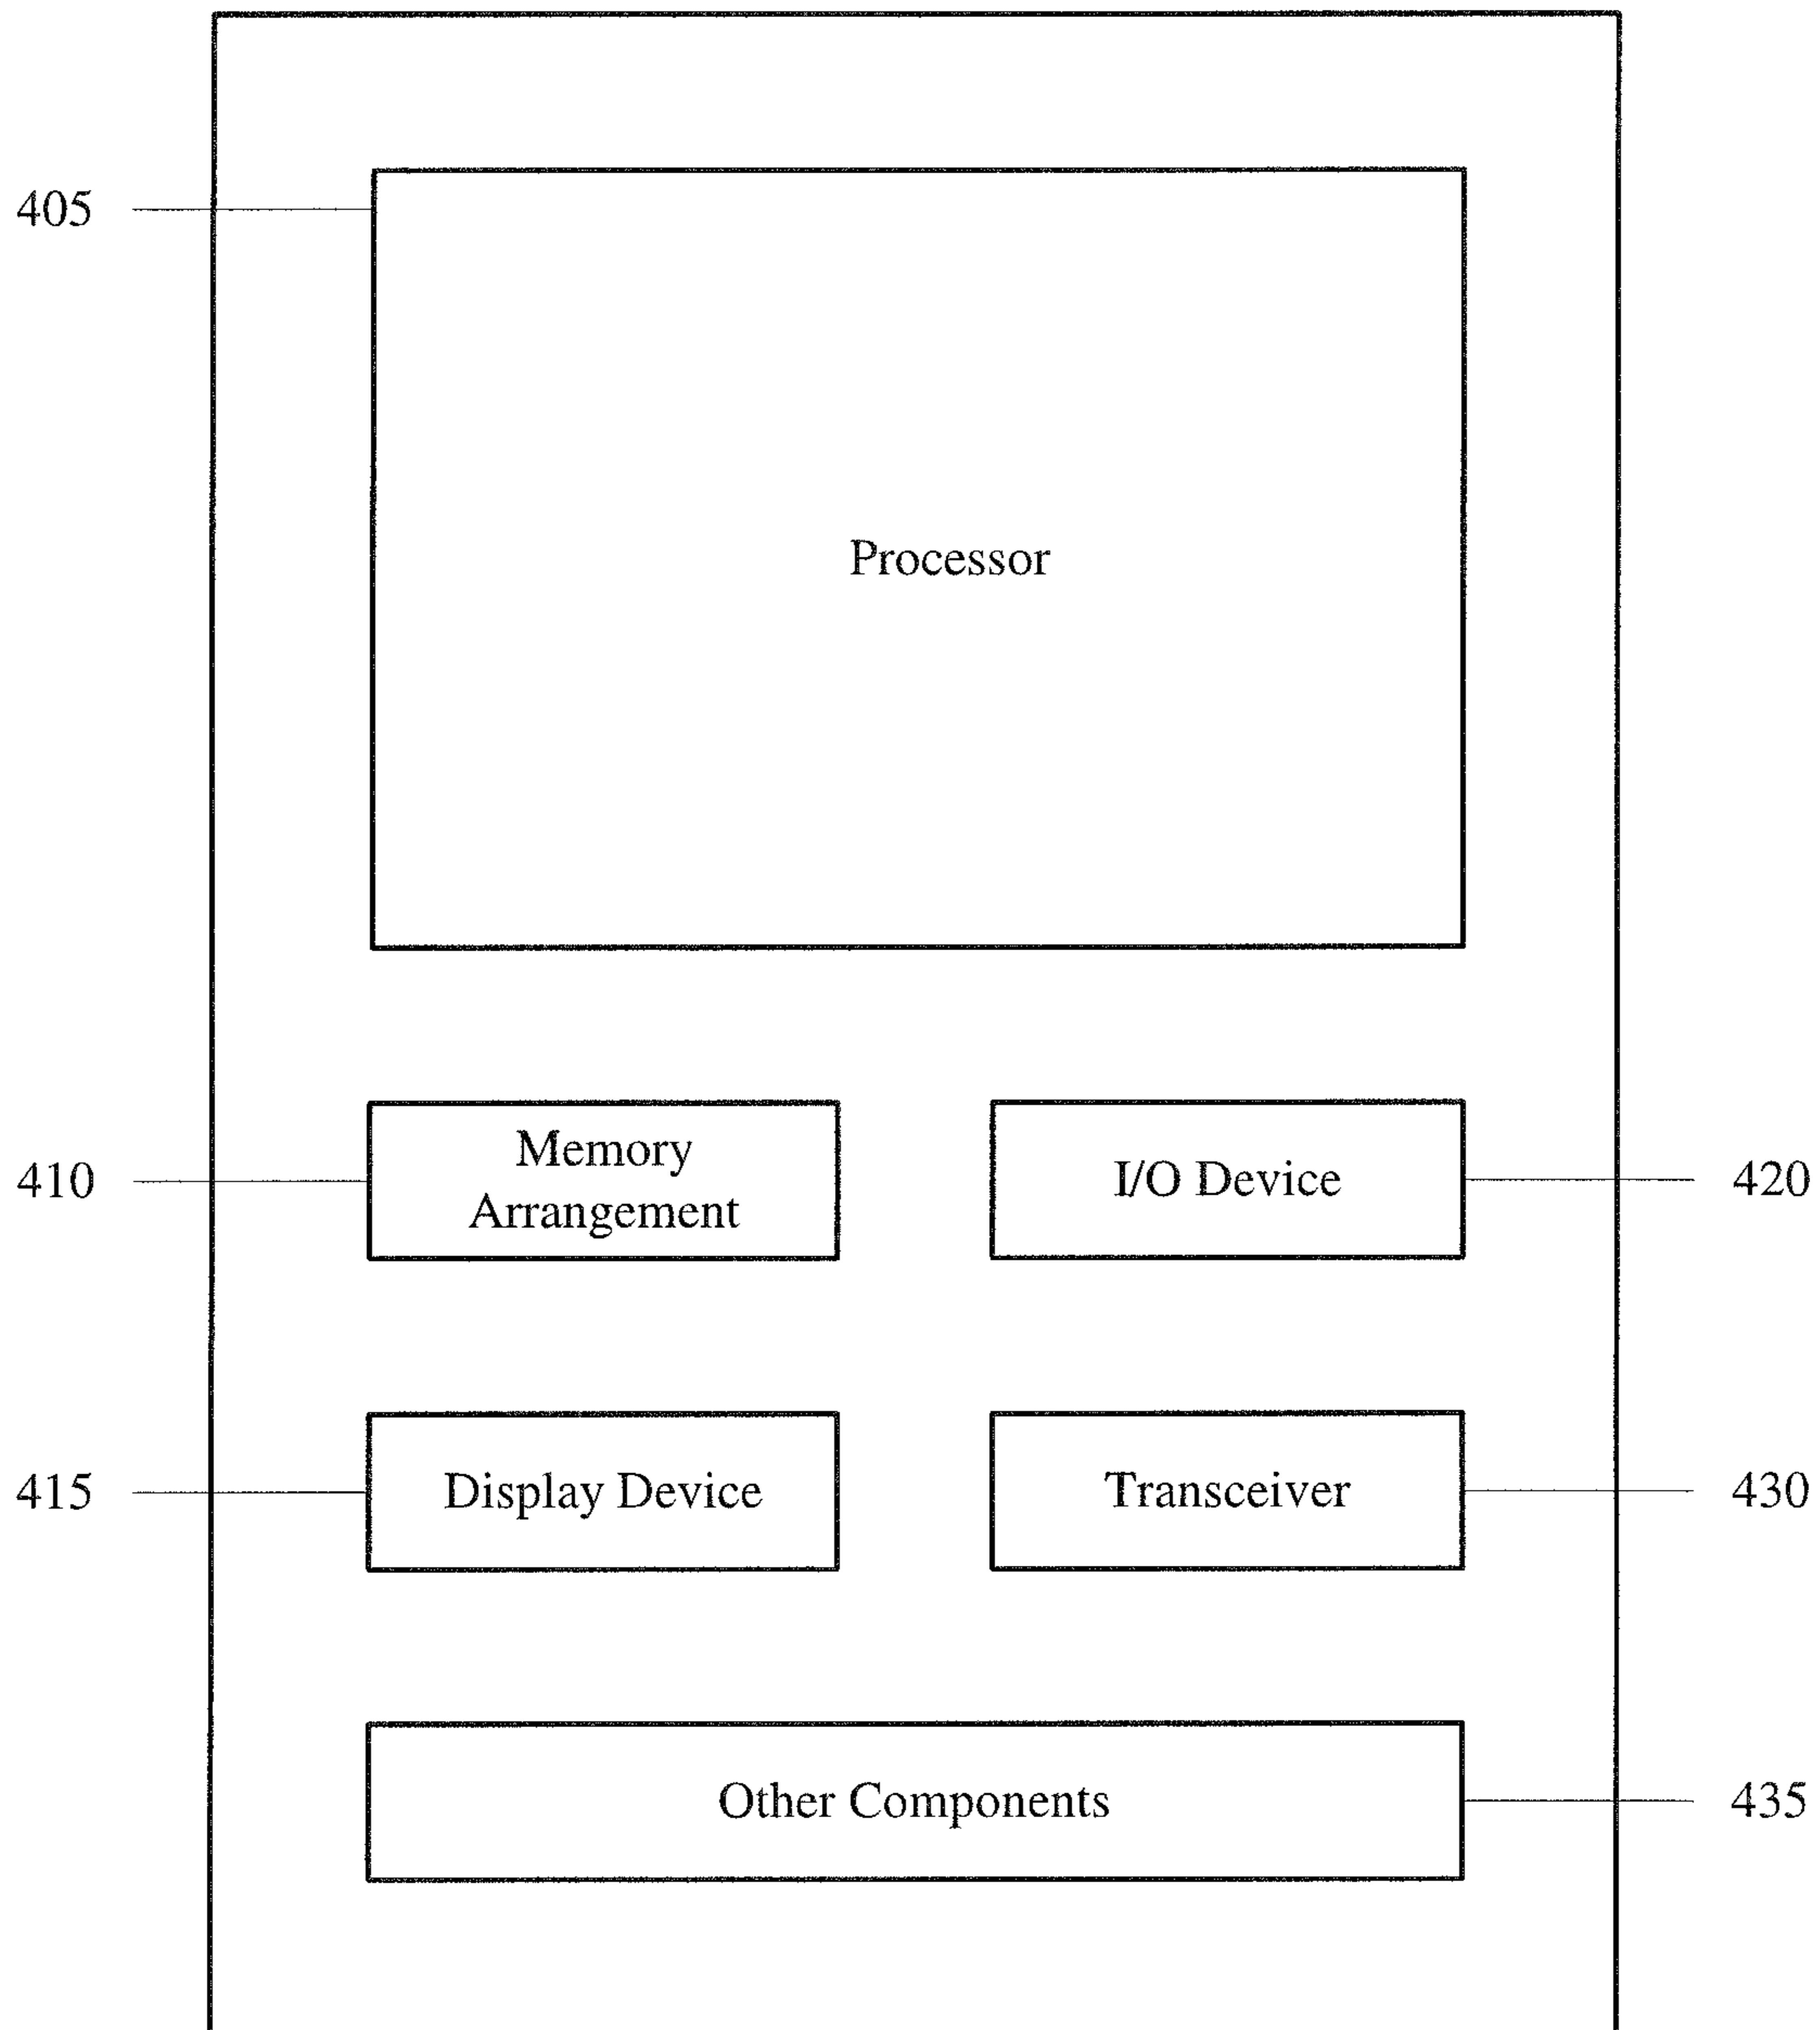 405
Processor
410
Memory
Arrangement
I/O Device
420
415
Display Device
Transceiver
430
Other Components
435